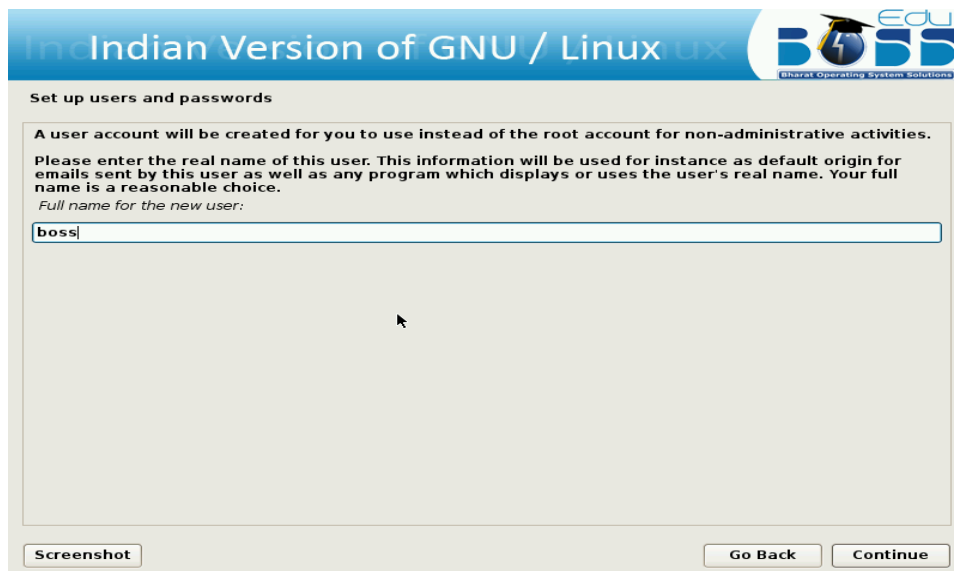 Indian Version of GNU / Linux
Edu
BOSS
Bharat Operating System Solutions
Set up users and passwords
A user account will be created for you to use instead of the root account for non-administrative activities.
Please enter the real name of this user. This information will be used for instance as default origin for
emails sent by this user as well as any program which displays or uses the user's real name. Your full
name is a reasonable choice.
Full name for the new user:
boss
Screenshot
Go Back
Continue